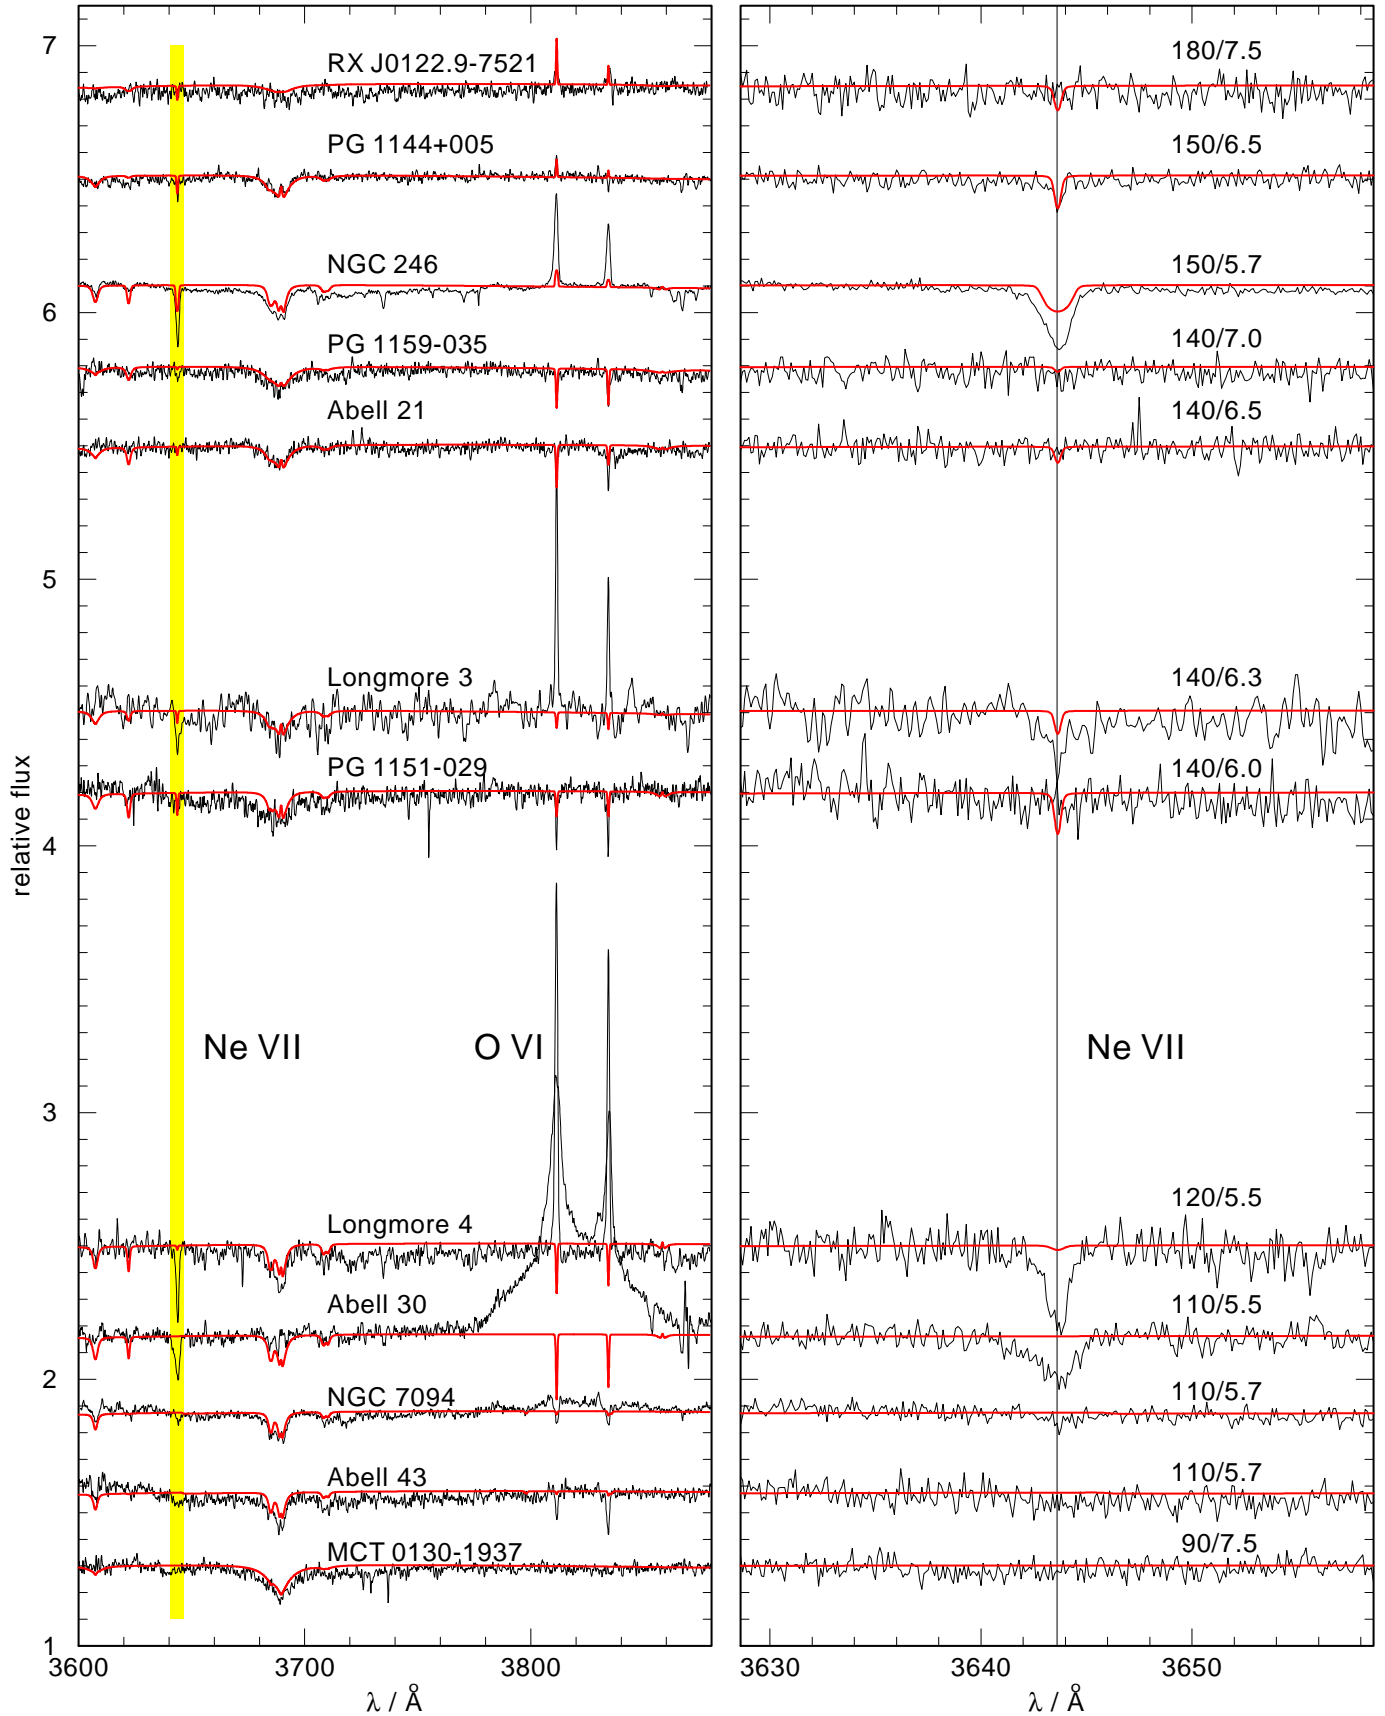 7
RX J0122.9-7521
180/7.5
PG 1144+005
150/6.5
NGC 246
150/5.7
6
PG 1159-035
140/7.0
Abell 21
140/6.5
5
Longmore 3
140/6.3
PG 1151-029
140/6.0
4
relative flux
Ne VII
O VI
Ne VII
3
Longmore 4
120/5.5
Abell 30
110/5.5
2
NGC 7094
110/5.7
Abell 43
110/5.7
MCT 0130-1937
90/7.5
1
3600 3700 3800
3630 3640 3650
λ / Å
λ / Å